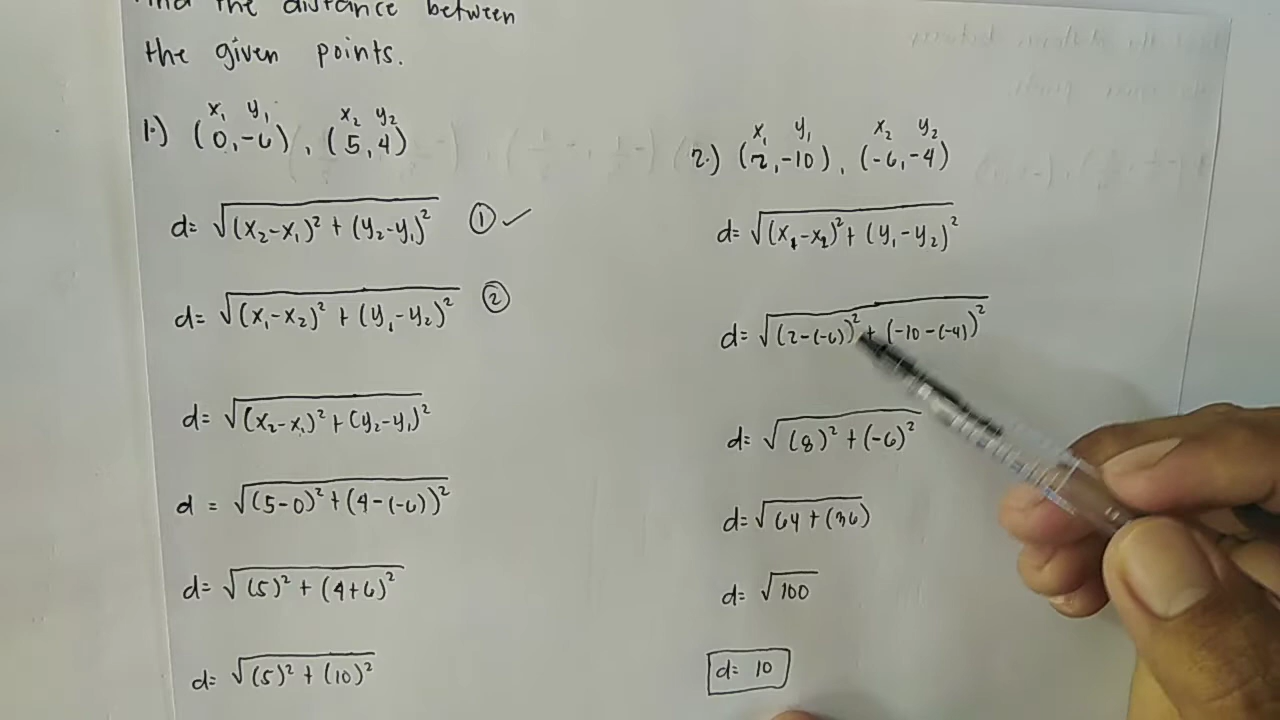 the distance between
the given points.
x₁ y₁ x₂ y₂
1.) (0,-6), (5,4)
d= √(x₂-x₁)² + (y₂-y₁)² ① ✓
d= √(x₁-x₂)² + (y₁-y₂)² ②
d= √(x₂-x₁)² + (y₂-y₁)²
d = √(5-0)² + (4-(-6))²
d= √(5)² + (4+6)²
d= √(5)² + (10)²
x₁ y₁ x₂ y₂
2.) (2,-10), (-6,-4)
d= √(x₁-x₂)² + (y₁-y₂)²
d= √(2-(-6))² + (-10-(-4))²
d= √(8)² + (-6)²
d= √64 + (36)
d= √100
d= 10